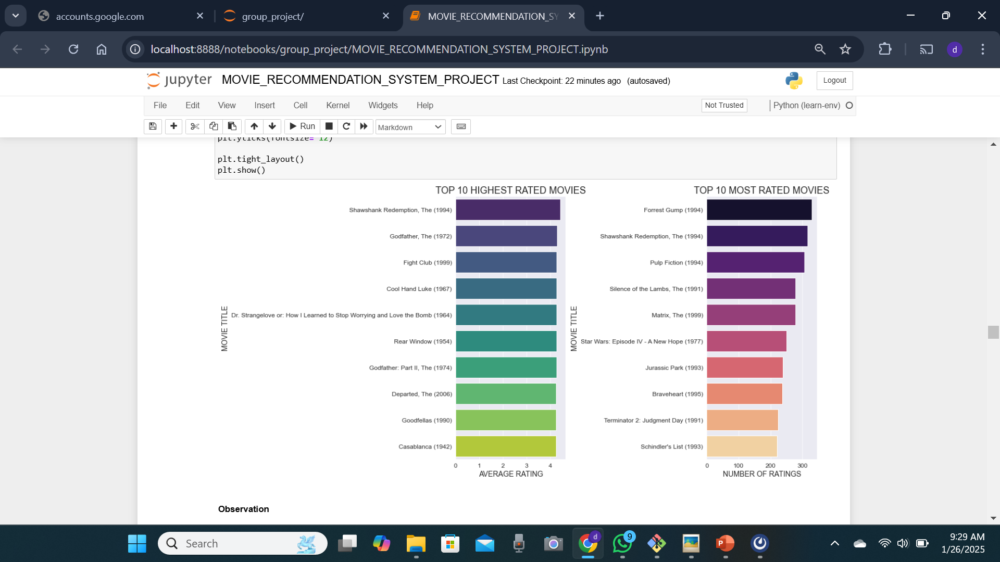 accounts.google.com
group_project/
MOVIE_RECOMMENDATION_SY
localhost:8888/notebooks/group_project/MOVIE_RECOMMENDATION_SYSTEM_PROJECT.ipynb
d
jupyter MOVIE_RECOMMENDATION_SYSTEM_PROJECT Last Checkpoint: 22 minutes ago (autosaved)
Logout
File Edit View Insert Cell Kernel Widgets Help
Not Trusted
Python (learn-env)
Run
Markdown
plt.yticks(fontsize= 12)
plt.tight_layout()
plt.show()
TOP 10 HIGHEST RATED MOVIES
MOVIE TITLE
Shawshank Redemption, The (1994)
Godfather, The (1972)
Fight Club (1999)
Cool Hand Luke (1967)
Dr. Strangelove or: How I Learned to Stop Worrying and Love the Bomb (1964)
Rear Window (1954)
Godfather: Part II, The (1974)
Departed, The (2006)
Goodfellas (1990)
Casablanca (1942)
0 1 2 3 4
AVERAGE RATING
TOP 10 MOST RATED MOVIES
MOVIE TITLE
Forrest Gump (1994)
Shawshank Redemption, The (1994)
Pulp Fiction (1994)
Silence of the Lambs, The (1991)
Matrix, The (1999)
Star Wars: Episode IV - A New Hope (1977)
Jurassic Park (1993)
Braveheart (1995)
Terminator 2: Judgment Day (1991)
Schindler's List (1993)
0 100 200 300
NUMBER OF RATINGS
Observation
Search
d
9
P
9:29 AM
1/26/2025